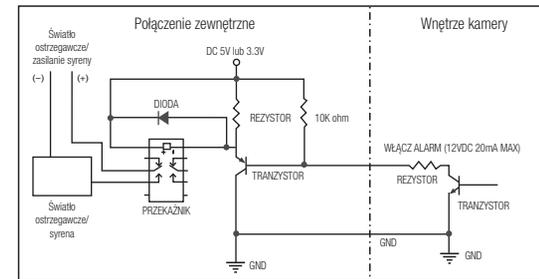 Połączenie zewnętrzne
Wnętrze kamery
Światło
ostrzegawcze/
zasilanie syreny
(–)
(+)
DC 5V lub 3.3V
DIODA
REZYSTOR
10K ohm
WŁĄCZ ALARM (12VDC 20mA MAX)
REZYSTOR
TRANZYSTOR
TRANZYSTOR
PRZEKAŹNIK
Światło
ostrzegawcze/
syrena
GND
GND
GND